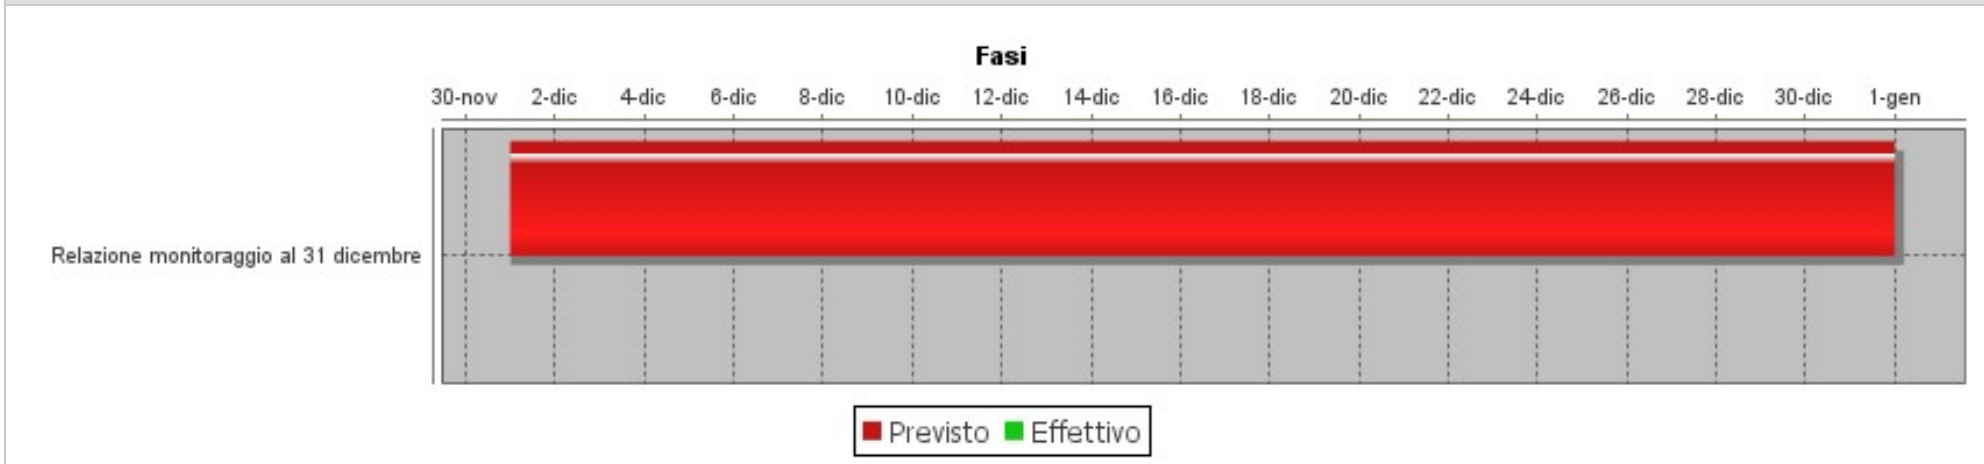 Fasi
30-nov 2-dic 4-dic 6-dic 8-dic 10-dic 12-dic 14-dic 16-dic 18-dic 20-dic 22-dic 24-dic 26-dic 28-dic 30-dic 1-gen
Relazione monitoraggio al 31 dicembre
Previsto Effettivo